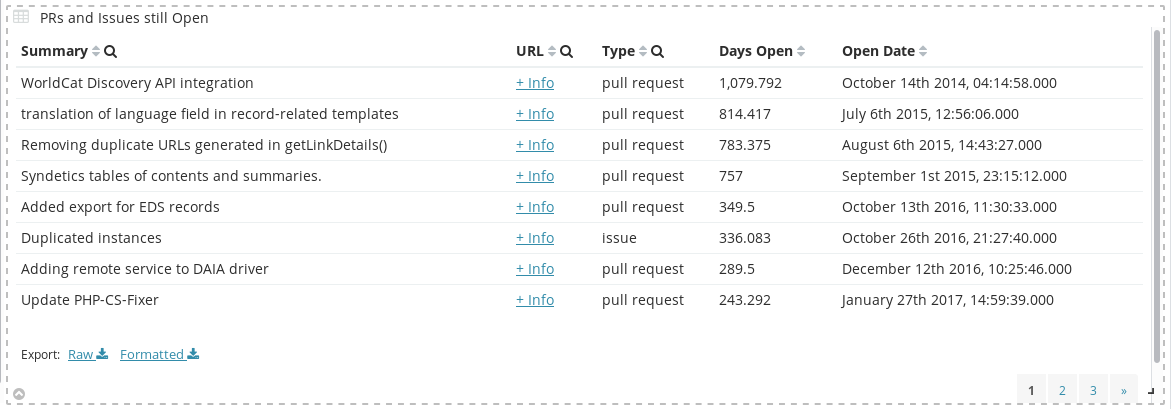 PRs and Issues still Open
Summary URL Type Days Open Open Date
WorldCat Discovery API integration + Info pull request 1,079.792 October 14th 2014, 04:14:58.000
translation of language field in record-related templates + Info pull request 814.417 July 6th 2015, 12:56:06.000
Removing duplicate URLs generated in getLinkDetails() + Info pull request 783.375 August 6th 2015, 14:43:27.000
Syndetics tables of contents and summaries. + Info pull request 757 September 1st 2015, 23:15:12.000
Added export for EDS records + Info pull request 349.5 October 13th 2016, 11:30:33.000
Duplicated instances + Info issue 336.083 October 26th 2016, 21:27:40.000
Adding remote service to DAIA driver + Info pull request 289.5 December 12th 2016, 10:25:46.000
Update PHP-CS-Fixer + Info pull request 243.292 January 27th 2017, 14:59:39.000
Export: Raw Formatted
1 2 3 »